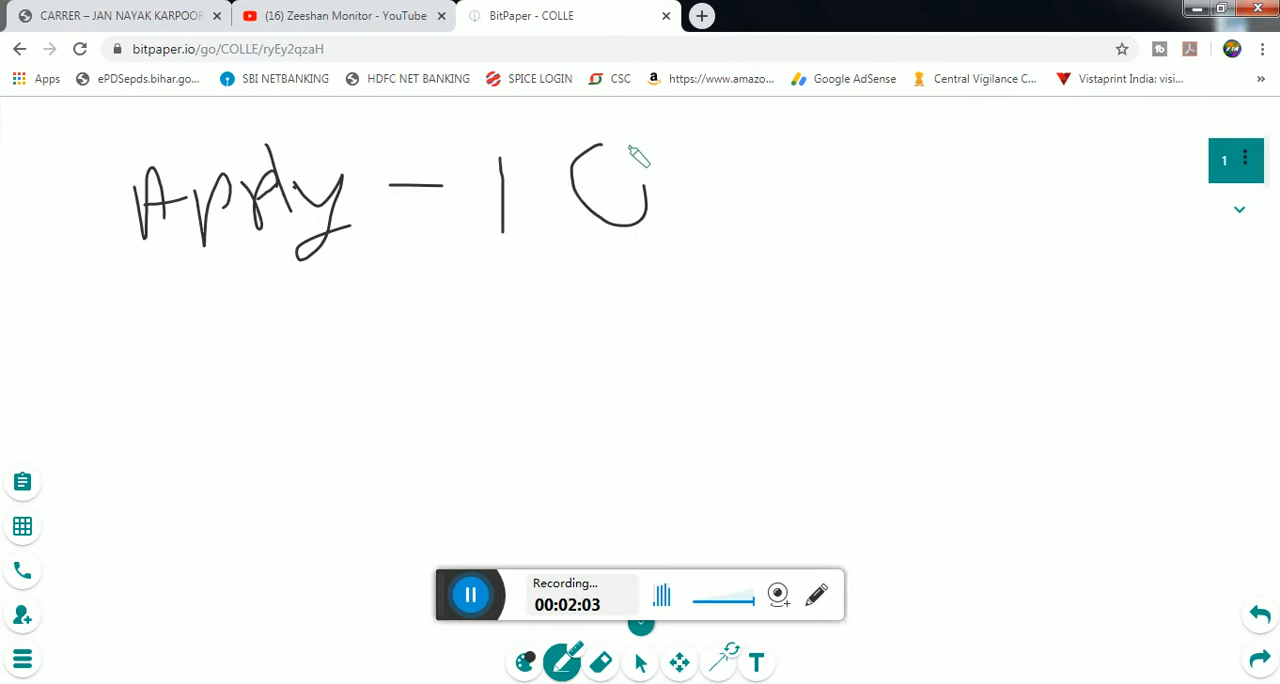 CARRER – JAN NAYAK KARPOOR
(16) Zeeshan Monitor - YouTube
BitPaper - COLLE
bitpaper.io/go/COLLE/ryEy2qzaH
Apps
ePDSepds.bihar.go...
SBI NETBANKING
HDFC NET BANKING
SPICE LOGIN
CSC
https://www.amazo...
Google AdSense
Central Vigilance C...
Vistaprint India: visi...
»
Apply - 1
1
Recording...
00:02:03
T